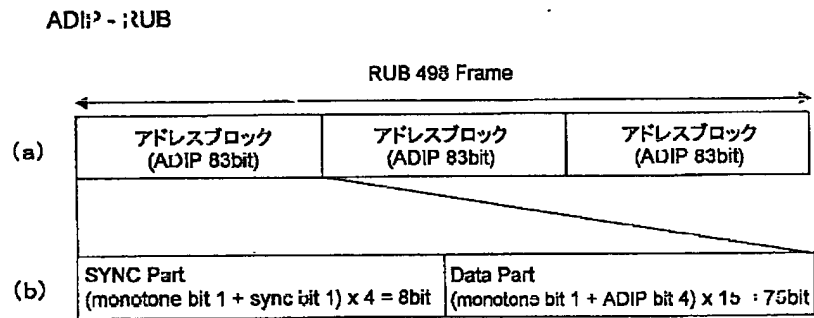 ADIP - RUB
RUB 498 Frame
(a)
アドレスブロック
(ADIP 83bit)
アドレスブロック
(ADIP 83bit)
アドレスブロック
(ADIP 83bit)
(b)
SYNC Part
(monotone bit 1 + sync bit 1) x 4 = 8bit
Data Part
(monotone bit 1 + ADIP bit 4) x 15 = 75bit